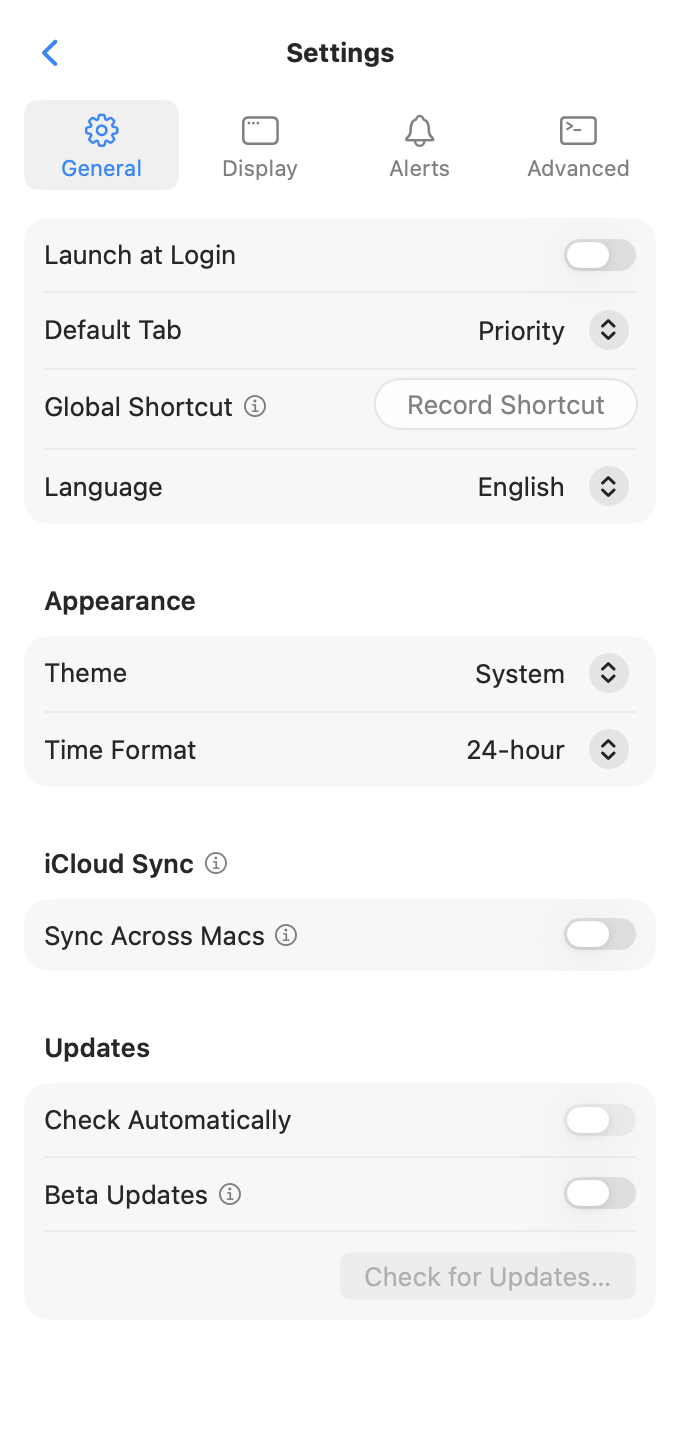 Settings
General
Display
Alerts
Advanced
Launch at Login
Default Tab
Priority
Global Shortcut
Record Shortcut
Language
English
Appearance
Theme
System
Time Format
24-hour
iCloud Sync
Sync Across Macs
Updates
Check Automatically
Beta Updates
Check for Updates...